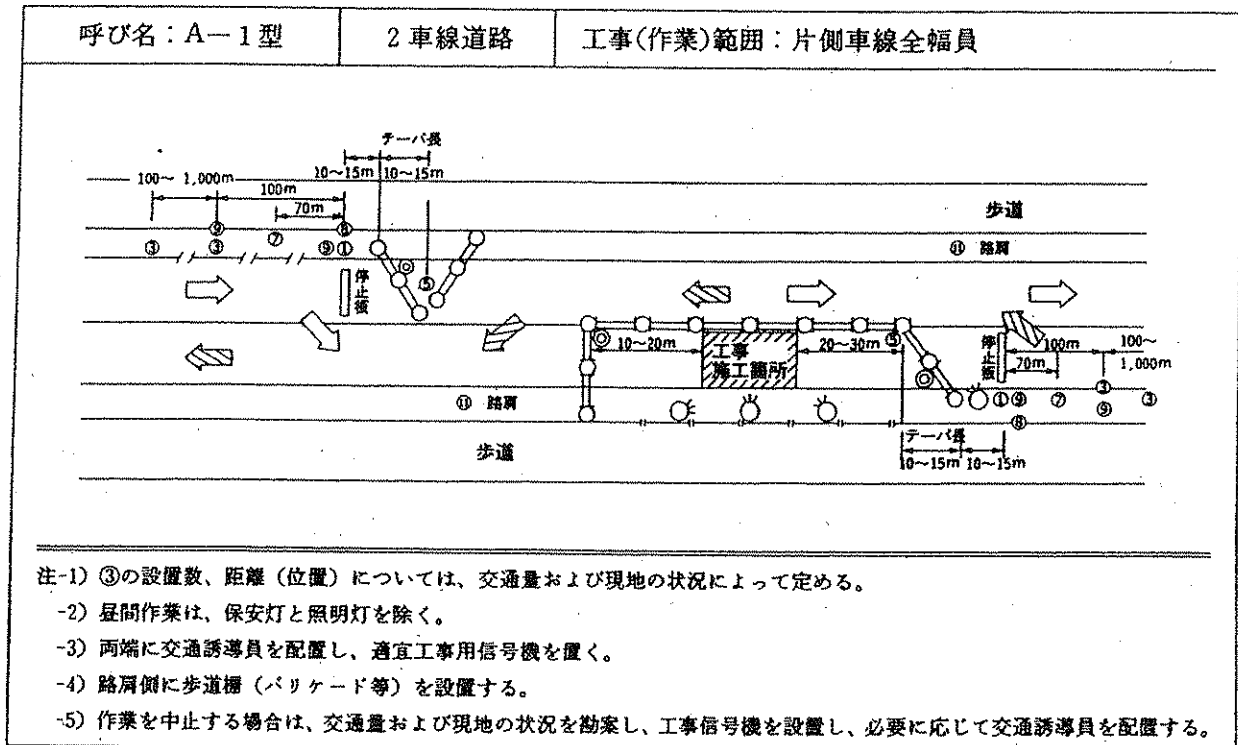 呼び名：A－1型　2車線道路　工事(作業)範囲：片側車線全幅員
テーパ長
10～15m 10～15m
100～ 1,000m
100m
70m
歩道
⑨ ⑧
③ ③ ⑦ ⑨ ①
⑪ 路肩
◎
⑤
停止板
◎
10～20m
工事
施工箇所
20～30m
⑤
停止板
100m
100～
1,000m
70m
◎
③
⑪ 路肩
① ⑨ ⑦ ⑨ ③
⑧
歩道
テーパ長
10～15m 10～15m
注-1) ③の設置数、距離（位置）については、交通量および現地の状況によって定める。
-2) 昼間作業は、保安灯と照明灯を除く。
-3) 両端に交通誘導員を配置し、適宜工事用信号機を置く。
-4) 路肩側に歩道柵（バリケード等）を設置する。
-5) 作業を中止する場合は、交通量および現地の状況を勘案し、工事信号機を設置し、必要に応じて交通誘導員を配置する。